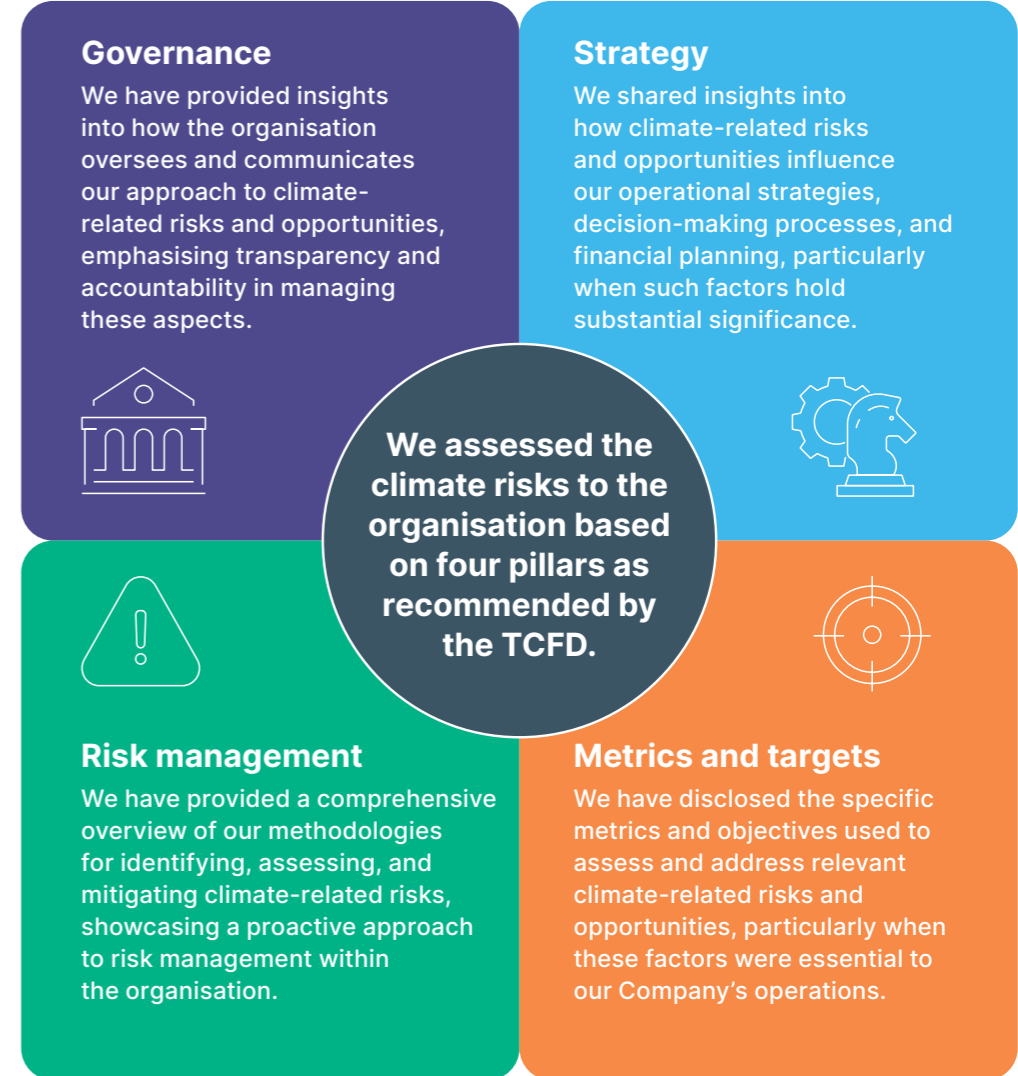 Governance
We have provided insights
into how the organisation
oversees and communicates
our approach to climate-
related risks and opportunities,
emphasising transparency and
accountability in managing
these aspects.
Strategy
We shared insights into
how climate-related risks
and opportunities influence
our operational strategies,
decision-making processes, and
financial planning, particularly
when such factors hold
substantial significance.
We assessed the
climate risks to the
organisation based
on four pillars as
recommended by
the TCFD.
Risk management
We have provided a comprehensive
overview of our methodologies
for identifying, assessing, and
mitigating climate-related risks,
showcasing a proactive approach
to risk management within
the organisation.
Metrics and targets
We have disclosed the specific
metrics and objectives used to
assess and address relevant
climate-related risks and
opportunities, particularly when
these factors were essential to
our Company’s operations.